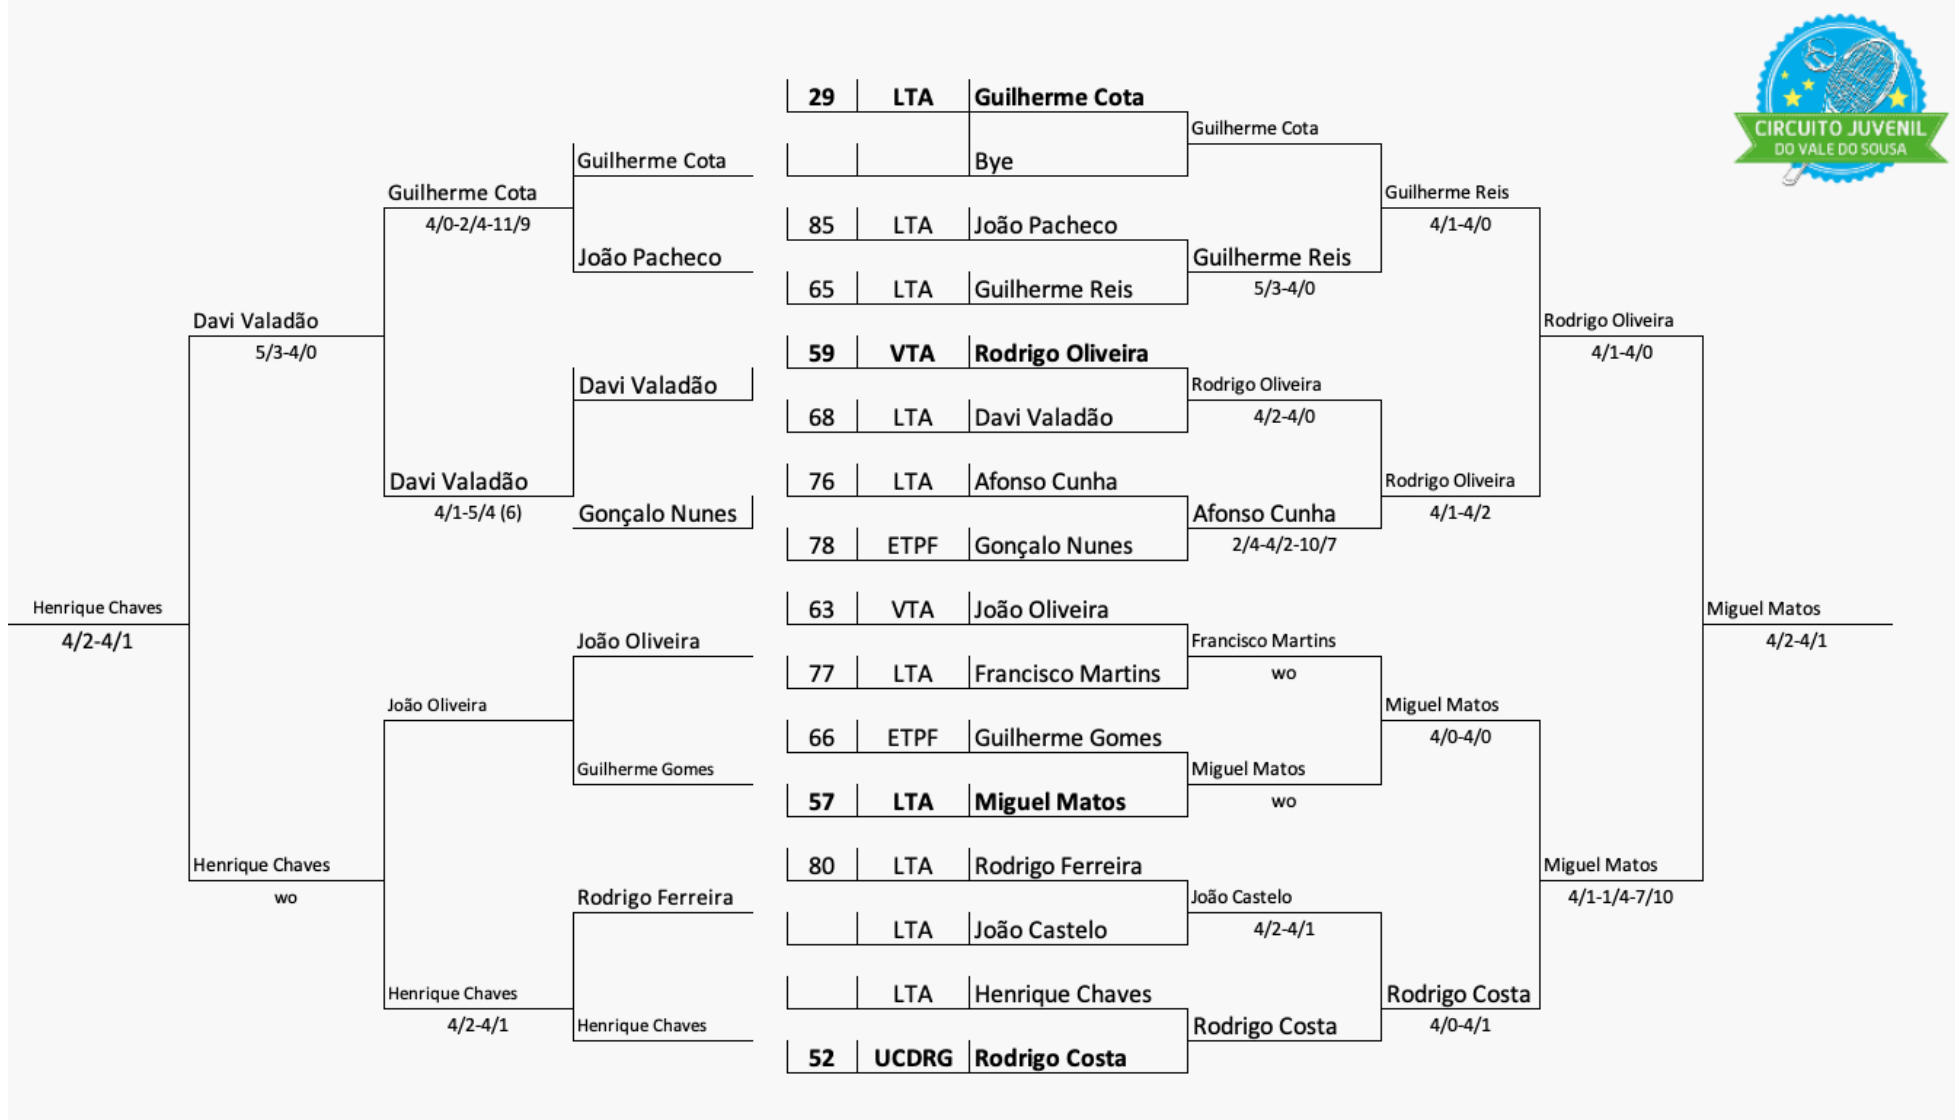 29 LTA Guilherme Cota
CIRCUITO JUVENIL
DO VALE DO SOUSA
Guilherme Cota
Guilherme Cota Bye
Guilherme Cota Guilherme Reis
4/0-2/4-11/9 85 LTA João Pacheco 4/1-4/0
João Pacheco Guilherme Reis
65 LTA Guilherme Reis 5/3-4/0
Davi Valadão Rodrigo Oliveira
5/3-4/0 59 VTA Rodrigo Oliveira 4/1-4/0
Davi Valadão Rodrigo Oliveira
68 LTA Davi Valadão 4/2-4/0
Davi Valadão 76 LTA Afonso Cunha Rodrigo Oliveira
4/1-5/4 (6) Gonçalo Nunes Afonso Cunha 4/1-4/2
78 ETPF Gonçalo Nunes 2/4-4/2-10/7
Henrique Chaves 63 VTA João Oliveira Miguel Matos
4/2-4/1 João Oliveira Francisco Martins 4/2-4/1
77 LTA Francisco Martins wo
João Oliveira Miguel Matos
66 ETPF Guilherme Gomes 4/0-4/0
Guilherme Gomes Miguel Matos
57 LTA Miguel Matos wo
Henrique Chaves 80 LTA Rodrigo Ferreira Miguel Matos
wo Rodrigo Ferreira João Castelo 4/1-1/4-7/10
LTA João Castelo 4/2-4/1
Henrique Chaves LTA Henrique Chaves Rodrigo Costa
4/2-4/1 Henrique Chaves Rodrigo Costa 4/0-4/1
52 UCDRG Rodrigo Costa